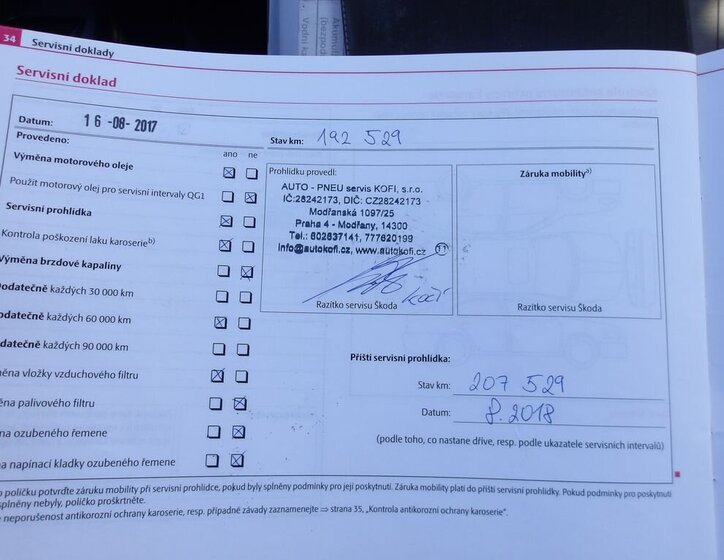 34 Servisní doklady
Servisní doklad
Datum: 16 -08- 2017
Stav km: 192 529
Provedeno:
ano ne
Výměna motorového oleje
Použit motorový olej pro servisní intervaly QG1
Servisní prohlídka
Kontrola poškození laku karoserie b)
Výměna brzdové kapaliny
odatečně každých 30 000 km
odatečně každých 60 000 km
datečně každých 90 000 km
ěna vložky vzduchového filtru
ěna palivového filtru
na ozubeného řemene
na napínací kladky ozubeného řemene
Prohlídku provedl:
AUTO - PNEU servis KOFI, s.r.o.
IČ:28242173, DIČ: CZ28242173
Modřanská 1097/25
Praha 4 - Modřany, 14300
Tel.: 602637141, 777620199
info@autokofi.cz, www.autokofi.cz 11
Kočí
Razítko servisu Škoda
Záruka mobility a)
Razítko servisu Škoda
Příští servisní prohlídka:
Stav km: 207 529
Datum: 8. 2018
(podle toho, co nastane dříve, resp. podle ukazatele servisních intervalů)
o políčku potvrďte záruku mobility při servisní prohlídce, pokud byly splněny podmínky pro její poskytnutí. Záruka mobility platí do příští servisní prohlídky. Pokud podmínky pro poskytnutí
splněny nebyly, políčko proškrtněte.
e neporušenost antikorozní ochrany karoserie, resp. případné závady zaznamenejte ⇒ strana 35, „Kontrola antikorozní ochrany karoserie“.